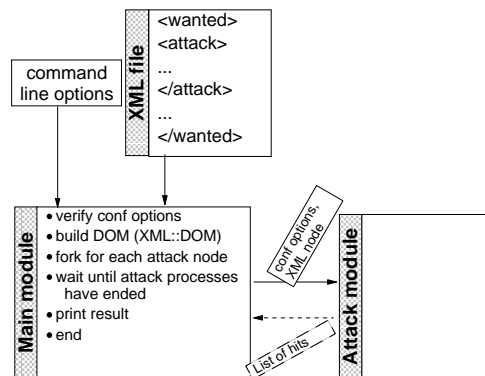 command
line options
XML file
<wanted>
<attack>
...
</attack>
...
</wanted>
Main module
• verify conf options
• build DOM (XML::DOM)
• fork for each attack node
• wait until attack processes
have ended
• print result
• end
conf options,
XML node
List of hits
Attack module